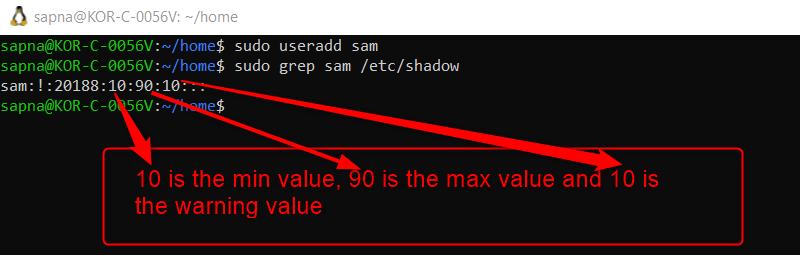 sapna@KOR-C-0056V: ~/home
sapna@KOR-C-0056V:~/home$ sudo useradd sam
sapna@KOR-C-0056V:~/home$ sudo grep sam /etc/shadow
sam:!:20188:10:90:10:::
sapna@KOR-C-0056V:~/home$
10 is the min value, 90 is the max value and 10 is
the warning value